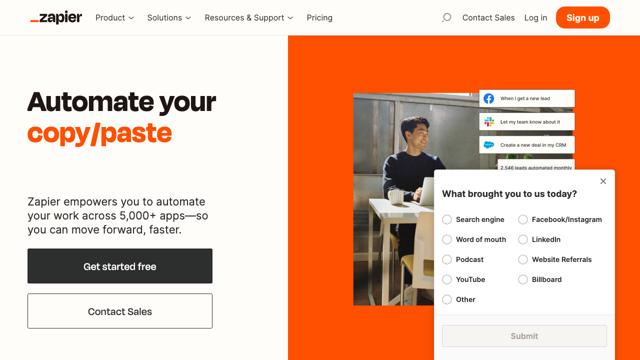 zapier
Product
Solutions
Resources & Support
Pricing
Contact Sales
Log in
Sign up
Automate your
copy/paste
Zapier empowers you to automate
your work across 5,000+ apps—so
you can move forward, faster.
Get started free
Contact Sales
When I get a new lead
Let my team know about it
Create a new deal in my CRM
2,546 leads automated monthly
What brought you to us today?
Search engine
Facebook/Instagram
Word of mouth
LinkedIn
Podcast
Website Referrals
YouTube
Billboard
Other
Submit